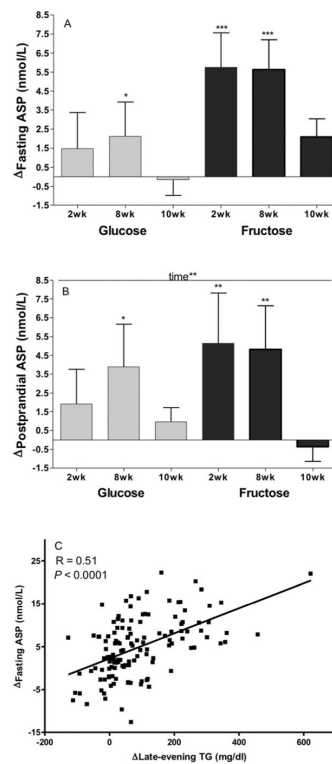 A
ΔFasting ASP (nmol/L)
8.5
7.5
6.5
5.5
4.5
3.5
2.5
1.5
0.5
-0.5
-1.5
*
***
***
2wk 8wk 10wk 2wk 8wk 10wk
Glucose Fructose
time**
B
ΔPostprandial ASP (nmol/L)
8.5
7.5
6.5
5.5
4.5
3.5
2.5
1.5
0.5
-0.5
-1.5
*
**
**
2wk 8wk 10wk 2wk 8wk 10wk
Glucose Fructose
C
R = 0.51
P < 0.0001
ΔFasting ASP (nmol/L)
25
15
5
-5
-15
-200 0 200 400 600
ΔLate-evening TG (mg/dl)